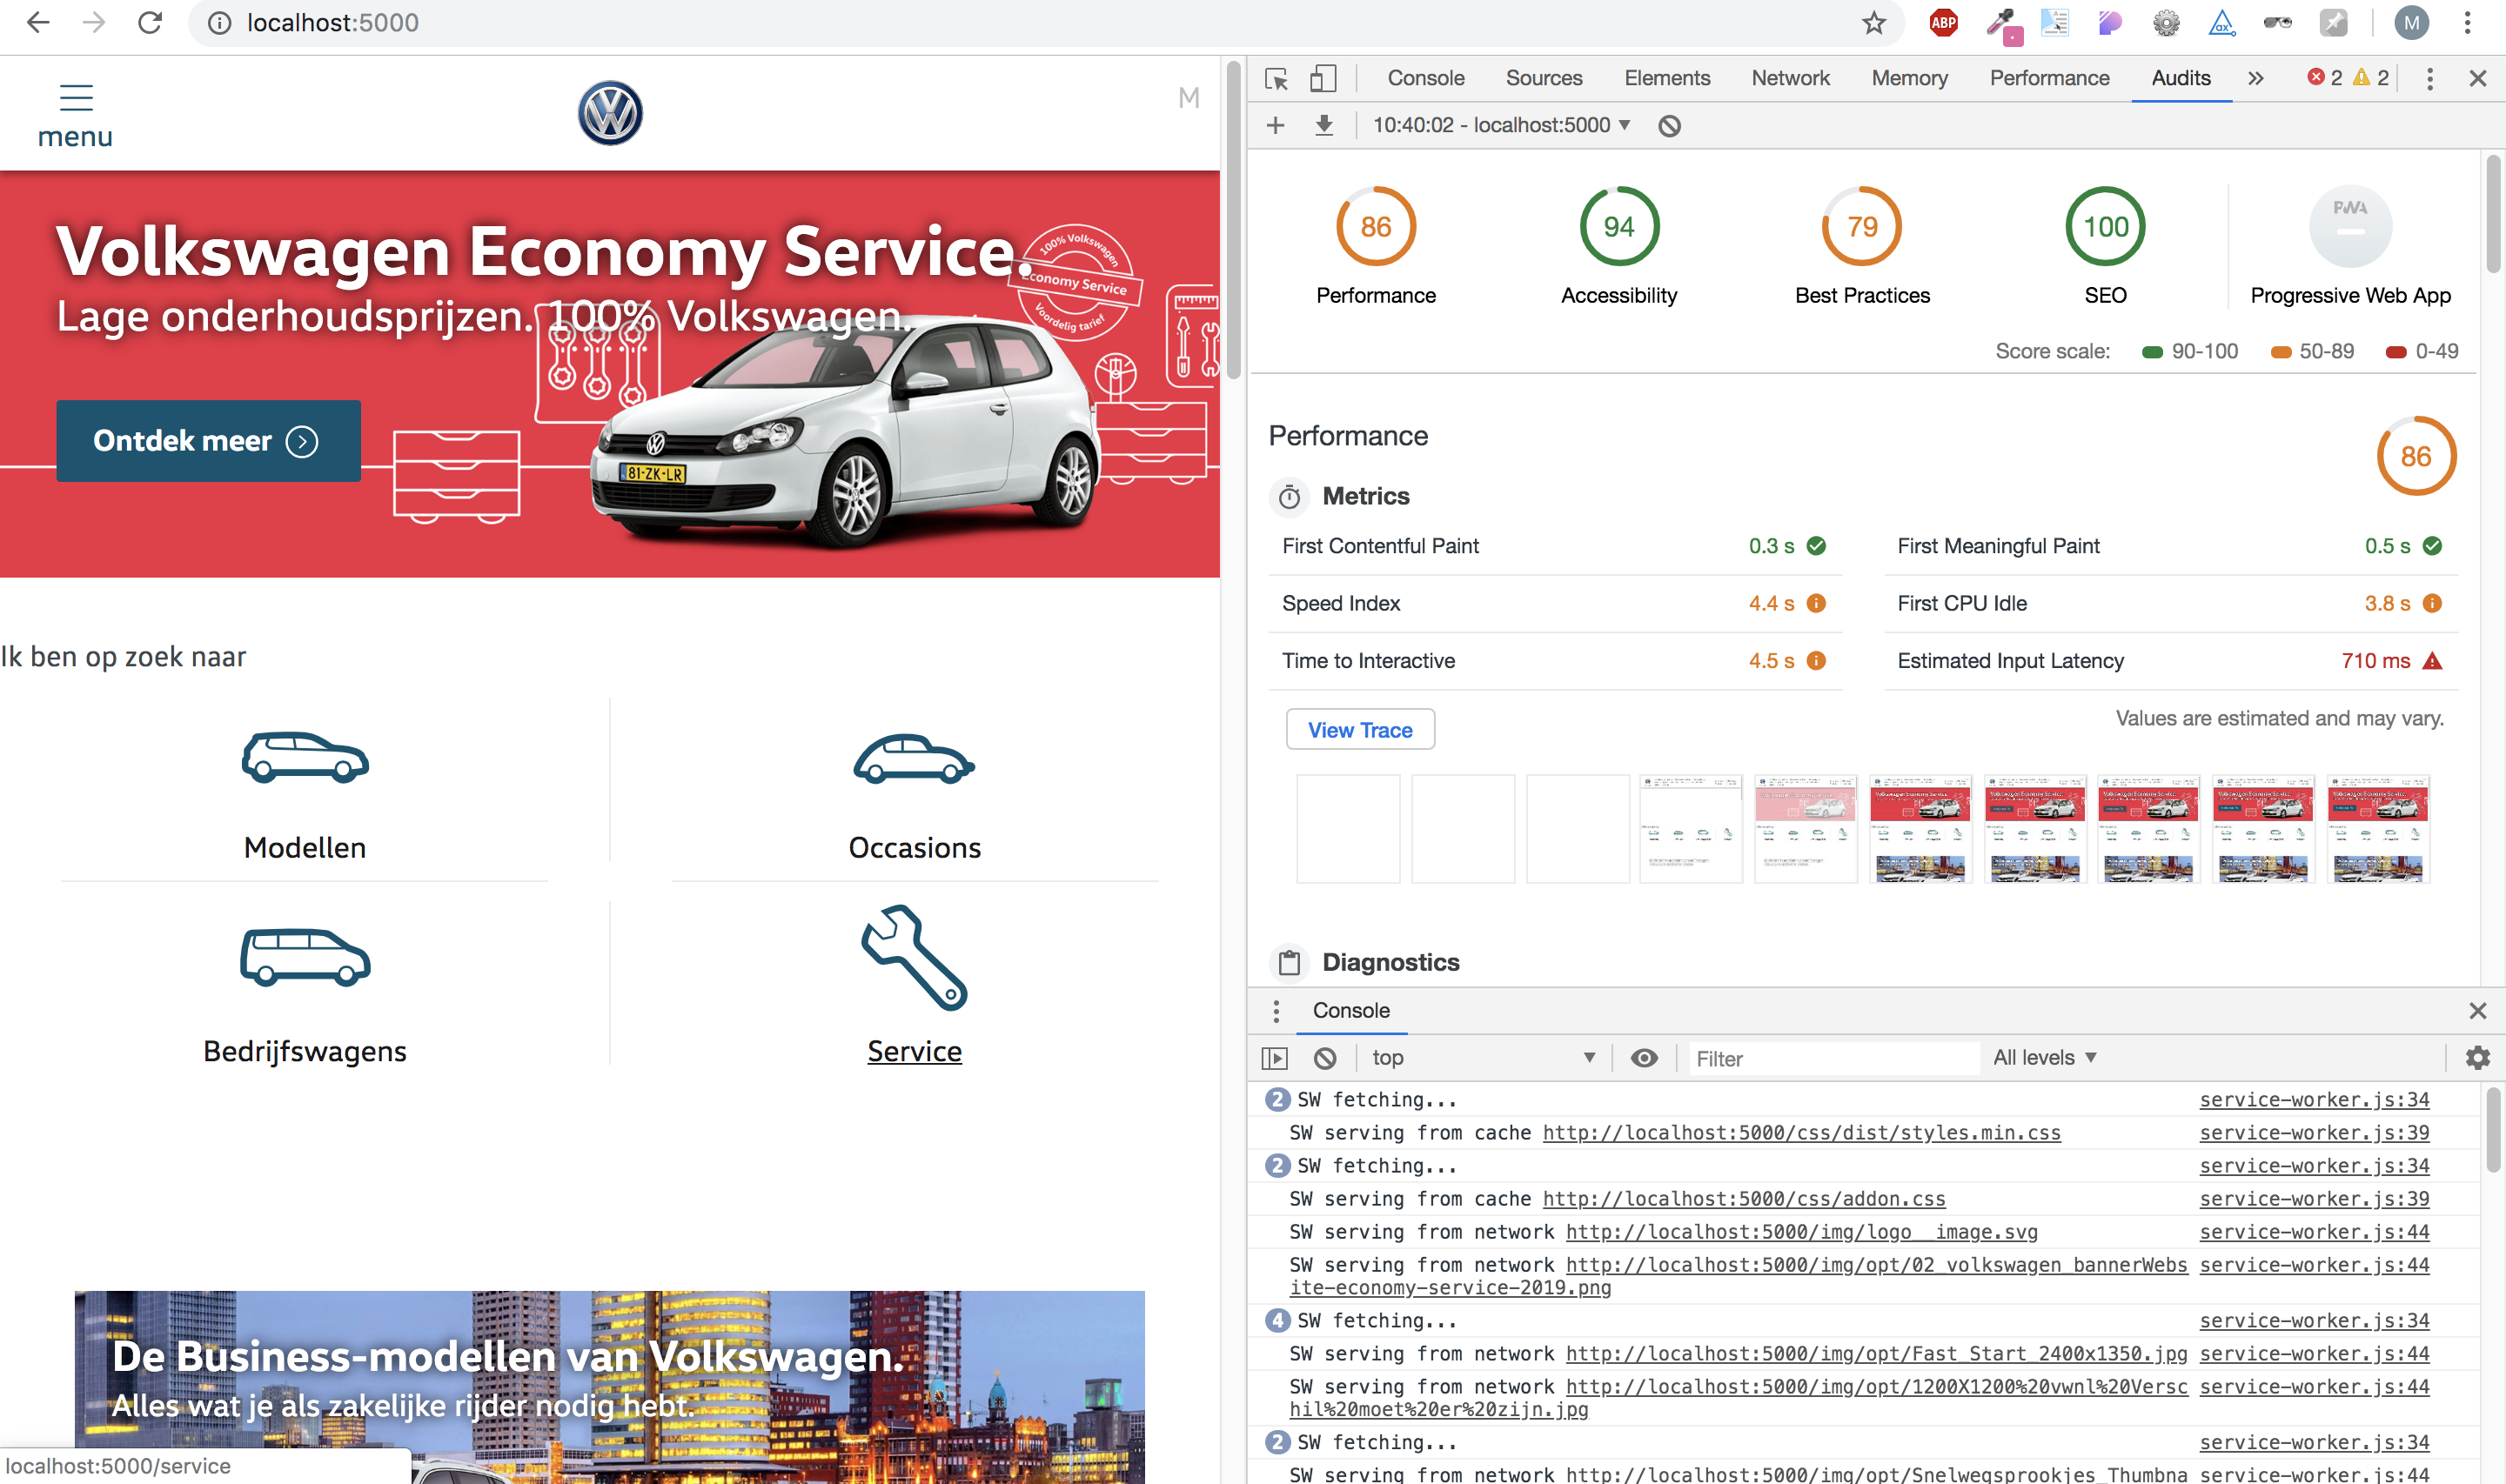 localhost:5000
ABP
M
menu
M
Volkswagen Economy Service.
Lage onderhoudsprijzen. 100% Volkswagen.
100% Volkswagen
Economy Service
Voordelig tarief
Ontdek meer
81-ZK-LR
Ik ben op zoek naar
Modellen
Occasions
Bedrijfswagens
Service
De Business-modellen van Volkswagen.
Alles wat je als zakelijke rijder nodig hebt.
localhost:5000/service
Console Sources Elements Network Memory Performance Audits » 2 2
10:40:02 - localhost:5000
86 94 79 100 PWA
Performance Accessibility Best Practices SEO Progressive Web App
Score scale: 90-100 50-89 0-49
Performance
86
Metrics
First Contentful Paint 0.3 s First Meaningful Paint 0.5 s
Speed Index 4.4 s First CPU Idle 3.8 s
Time to Interactive 4.5 s Estimated Input Latency 710 ms
View Trace
Values are estimated and may vary.
Diagnostics
Console
top Filter All levels
2 SW fetching... service-worker.js:34
SW serving from cache http://localhost:5000/css/dist/styles.min.css service-worker.js:39
2 SW fetching... service-worker.js:34
SW serving from cache http://localhost:5000/css/addon.css service-worker.js:39
SW serving from network http://localhost:5000/img/logo__image.svg service-worker.js:44
SW serving from network http://localhost:5000/img/opt/02_volkswagen_bannerWebs service-worker.js:44
ite-economy-service-2019.png
4 SW fetching... service-worker.js:34
SW serving from network http://localhost:5000/img/opt/Fast_Start_2400x1350.jpg service-worker.js:44
SW serving from network http://localhost:5000/img/opt/1200X1200%20vwnl%20Versc service-worker.js:44
hil%20moet%20er%20zijn.jpg
2 SW fetching... service-worker.js:34
SW serving from network http://localhost:5000/img/opt/Snelwegsprookjes_Thumbna service-worker.js:44